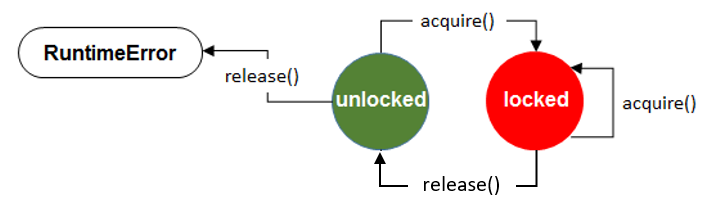 acquire()
RuntimeError
release()
unlocked
locked
acquire()
release()